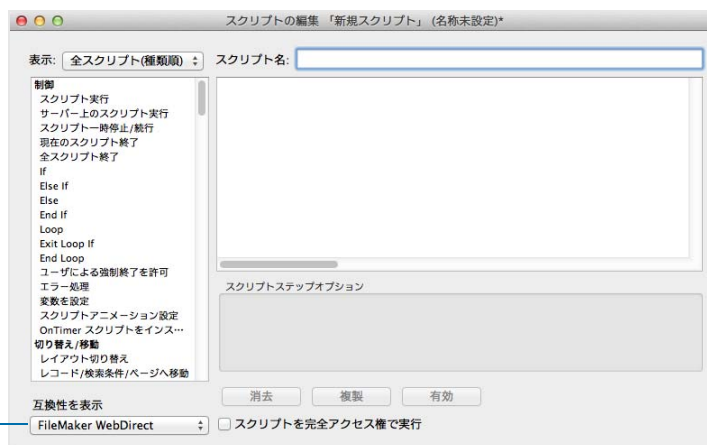 スクリプトの編集 「新規スクリプト」 (名称未設定)*
表示: 全スクリプト(種類順)
スクリプト名:
制御
スクリプト実行
サーバー上のスクリプト実行
スクリプト一時停止/続行
現在のスクリプト終了
全スクリプト終了
If
Else If
Else
End If
Loop
Exit Loop If
End Loop
ユーザによる強制終了を許可
エラー処理
変数を設定
スクリプトアニメーション設定
OnTimer スクリプトをインス…
切り替え/移動
レイアウト切り替え
レコード/検索条件/ページへ移動
スクリプトステップオプション
消去 複製 有効
互換性を表示
FileMaker WebDirect
スクリプトを完全アクセス権で実行